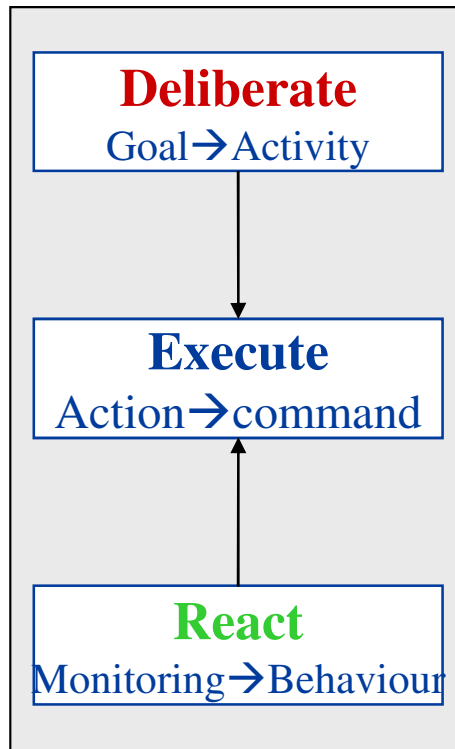 Deliberate
Goal→Activity
Execute
Action→command
React
Monitoring→Behaviour